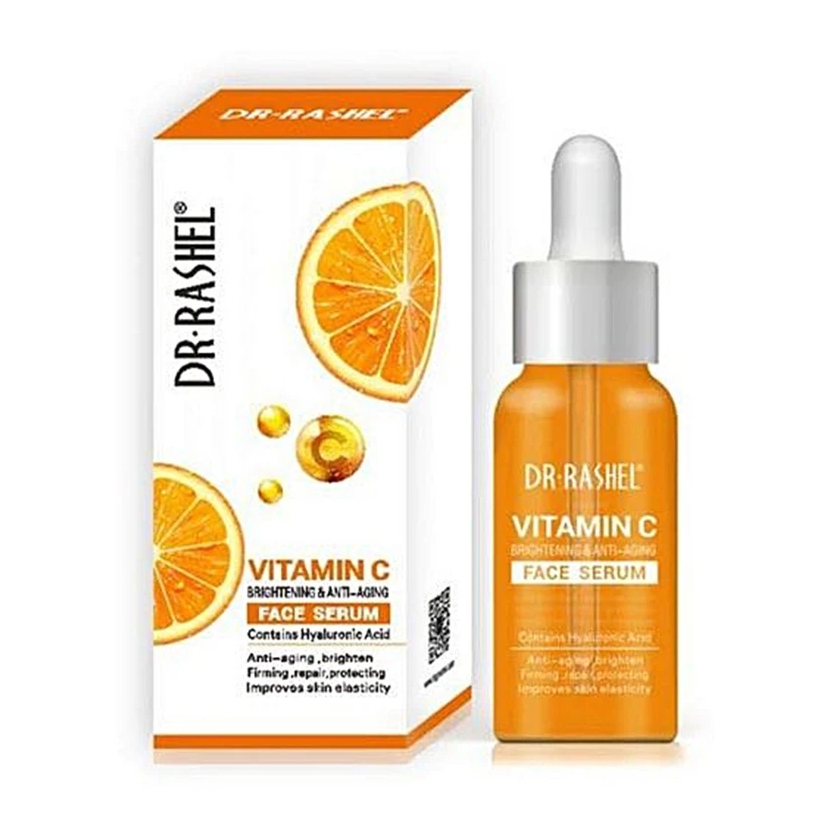 DR·RASHEL®
DR·RASHEL®
C
VITAMIN C
BRIGHTENING & ANTI-AGING
FACE SERUM
Contains Hyaluronic Acid
Anti-aging ,brighten
Firming ,repair,protecting
Improves skin elasticity
DR·RASHEL®
VITAMIN C
BRIGHTENING & ANTI-AGING
FACE SERUM
Contains Hyaluronic Acid
Anti-aging ,brighten
Firming ,repair,protecting
Improves skin elasticity